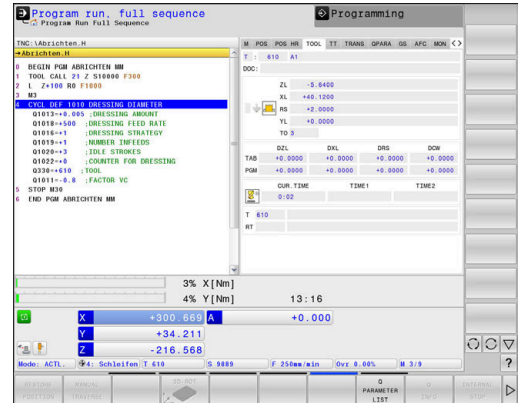 Program run, full sequence
Program Run Full Sequence
Programming
TNC:\Abrichten.H
→Abrichten.H
0 BEGIN PGM ABRICHTEN MM
1 TOOL CALL 21 Z S10000 F300
2 L Z+100 R0 F1000
3 M3
4 CYCL DEF 1010 DRESSING DIAMETER
Q1013=+0.005 ;DRESSING AMOUNT
Q1018=+500 ;DRESSING FEED RATE
Q1016=+1 ;DRESSING STRATEGY
Q1019=+1 ;NUMBER INFEEDS
Q1020=+3 ;IDLE STROKES
Q1022=+0 ;COUNTER FOR DRESSING
Q330=+610 ;TOOL
Q1011=-0.8 ;FACTOR VC
5 STOP M30
6 END PGM ABRICHTEN MM
M POS POS HR TOOL TT TRANS QPARA GS AFC MON
T : 610 A1
DOC:
ZL -5.6400
XL +40.1200
RS +2.0000
YL +0.0000
TO 3
DZL DXL DRS DCW
TAB +0.0000 +0.0000 +0.0000 +0.0000
PGM +0.0000 +0.0000 +0.0000 +0.0000
CUR.TIME TIME1 TIME2
0:02
T 610
RT
3% X[Nm]
4% Y[Nm] 13:16
X +300.669 A +0.000
Y +34.211
Z -216.568
Mode: ACTL. 4: Schleifen T 610 S 9889 F 250mm/min Ovr 0.00% M 3/9
RESTORE POSITION
MANUAL TRAVERSE
3D-ROT
Q PARAMETER LIST
Q INFO
INTERNAL STOP
?